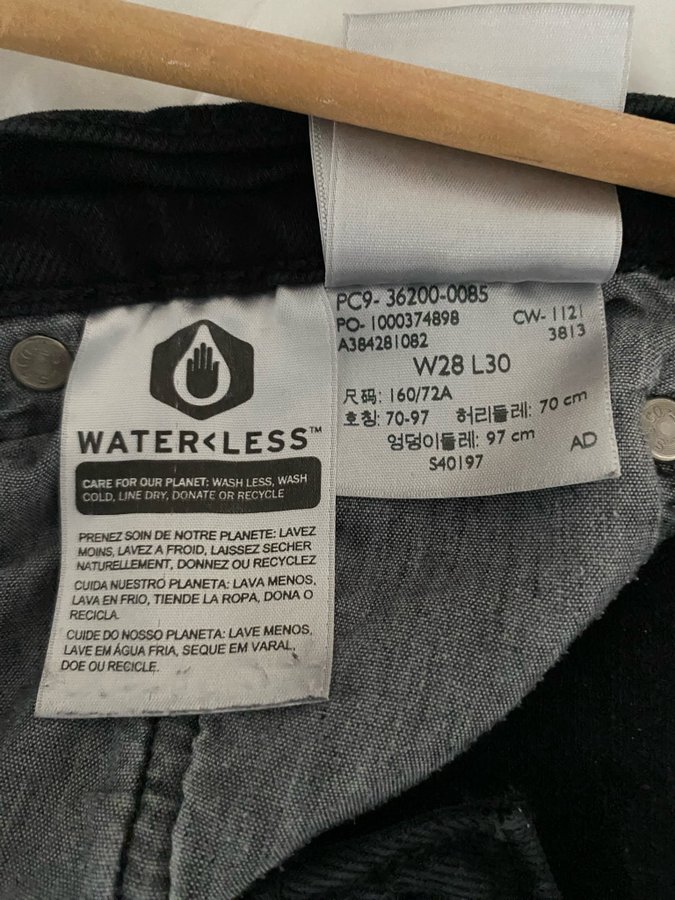 WATER<LESS™
CARE FOR OUR PLANET: WASH LESS, WASH
COLD, LINE DRY, DONATE OR RECYCLE
PRENEZ SOIN DE NOTRE PLANETE: LAVEZ
MOINS, LAVEZ A FROID, LAISSEZ SECHER
NATURELLEMENT, DONNEZ OU RECYCLEZ
CUIDA NUESTRO PLANETA: LAVA MENOS,
LAVA EN FRIO, TIENDE LA ROPA, DONA O
RECICLA.
CUIDE DO NOSSO PLANETA: LAVE MENOS,
LAVE EM ÁGUA FRIA, SEQUE EM VARAL,
DOE OU RECICLE.
PC9- 36200-0085
PO- 1000374898 CW- 1121
A384281082 3813
W28 L30
尺码: 160/72A
호칭: 70-97 허리둘레: 70 cm
엉덩이둘레: 97 cm AD
S40197